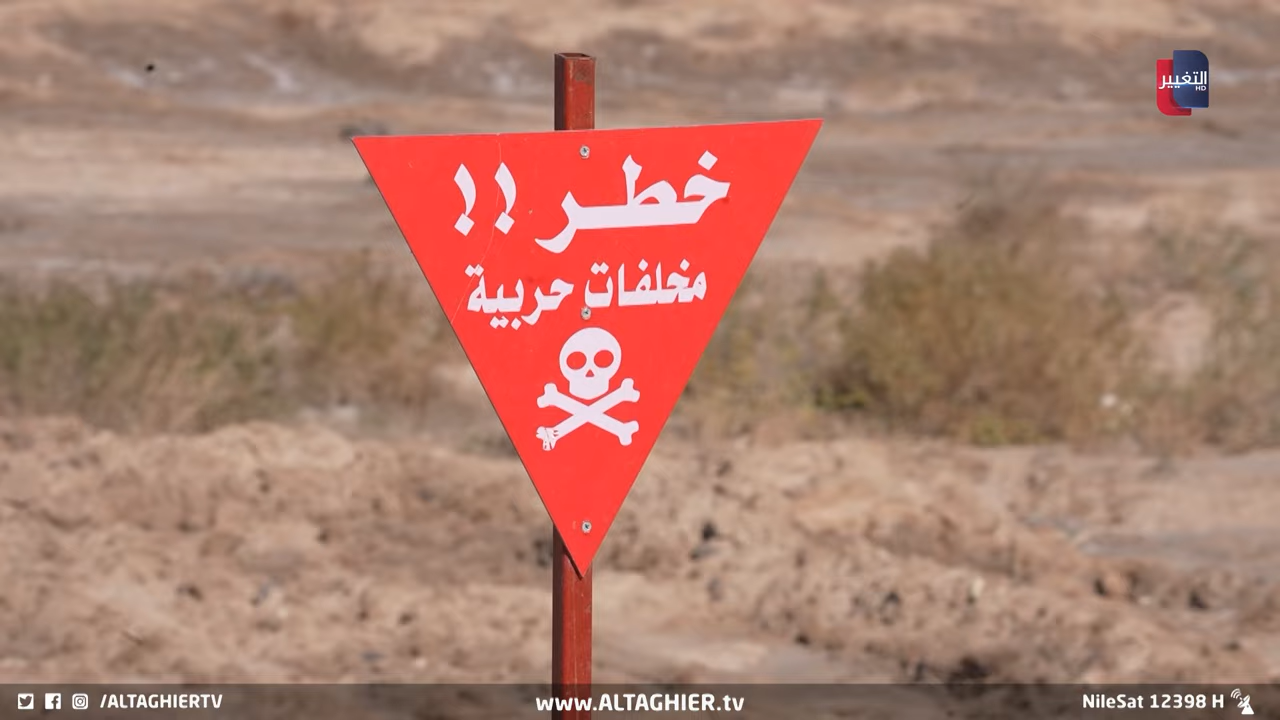 التغيير
HD
خطر !!
مخلفات حربية
/ALTAGHIERTV
www.ALTAGHIER.tv
NileSat 12398 H